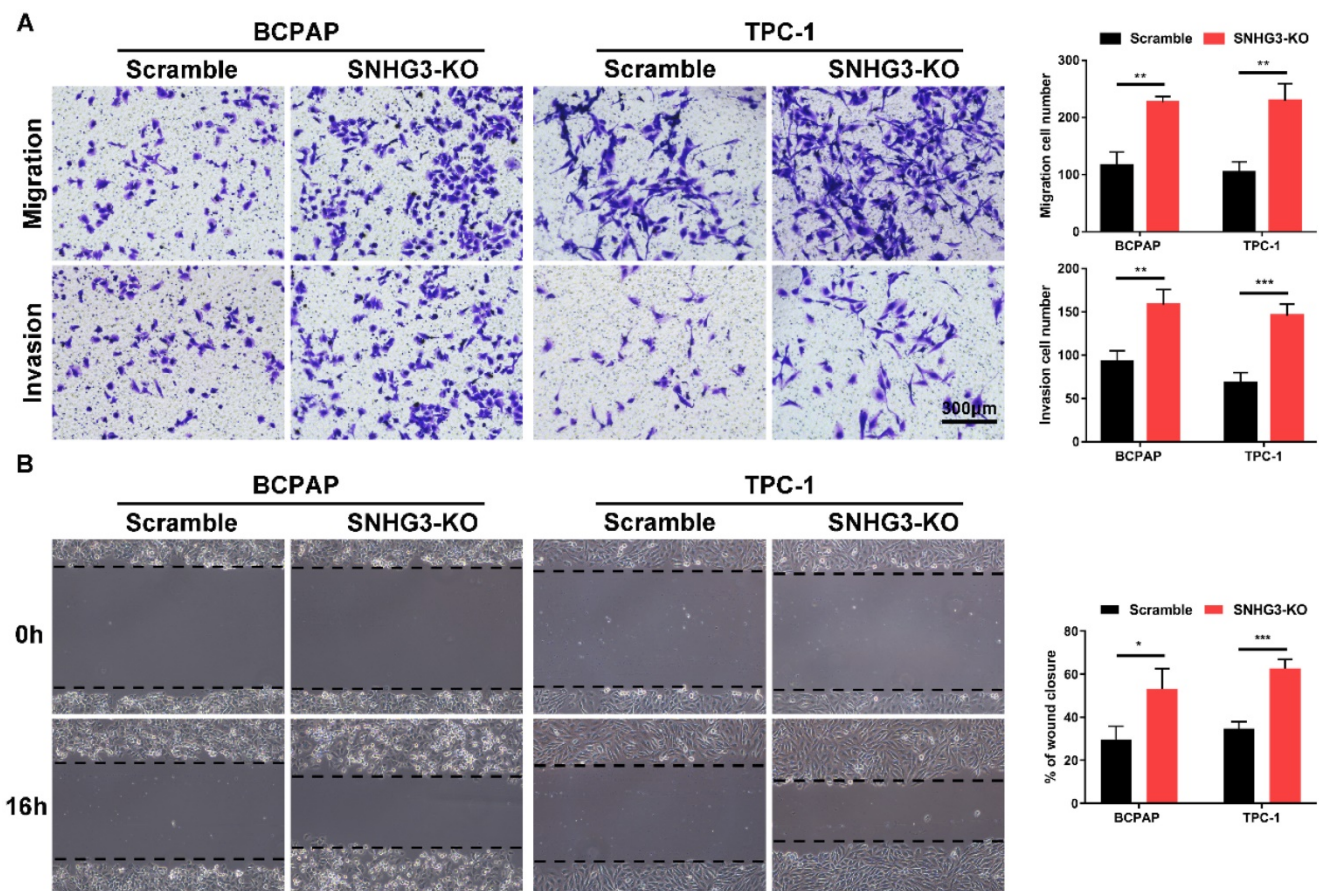 A
BCPAP TPC-1
Scramble SNHG3-KO Scramble SNHG3-KO
Migration
Invasion
300μm
Scramble SNHG3-KO
Migration cell number
300
200
100
0
** **
BCPAP TPC-1
Invasion cell number
200
150
100
50
0
** ***
BCPAP TPC-1
B
BCPAP TPC-1
Scramble SNHG3-KO Scramble SNHG3-KO
0h
16h
Scramble SNHG3-KO
% of wound closure
80
60
40
20
0
* ***
BCPAP TPC-1